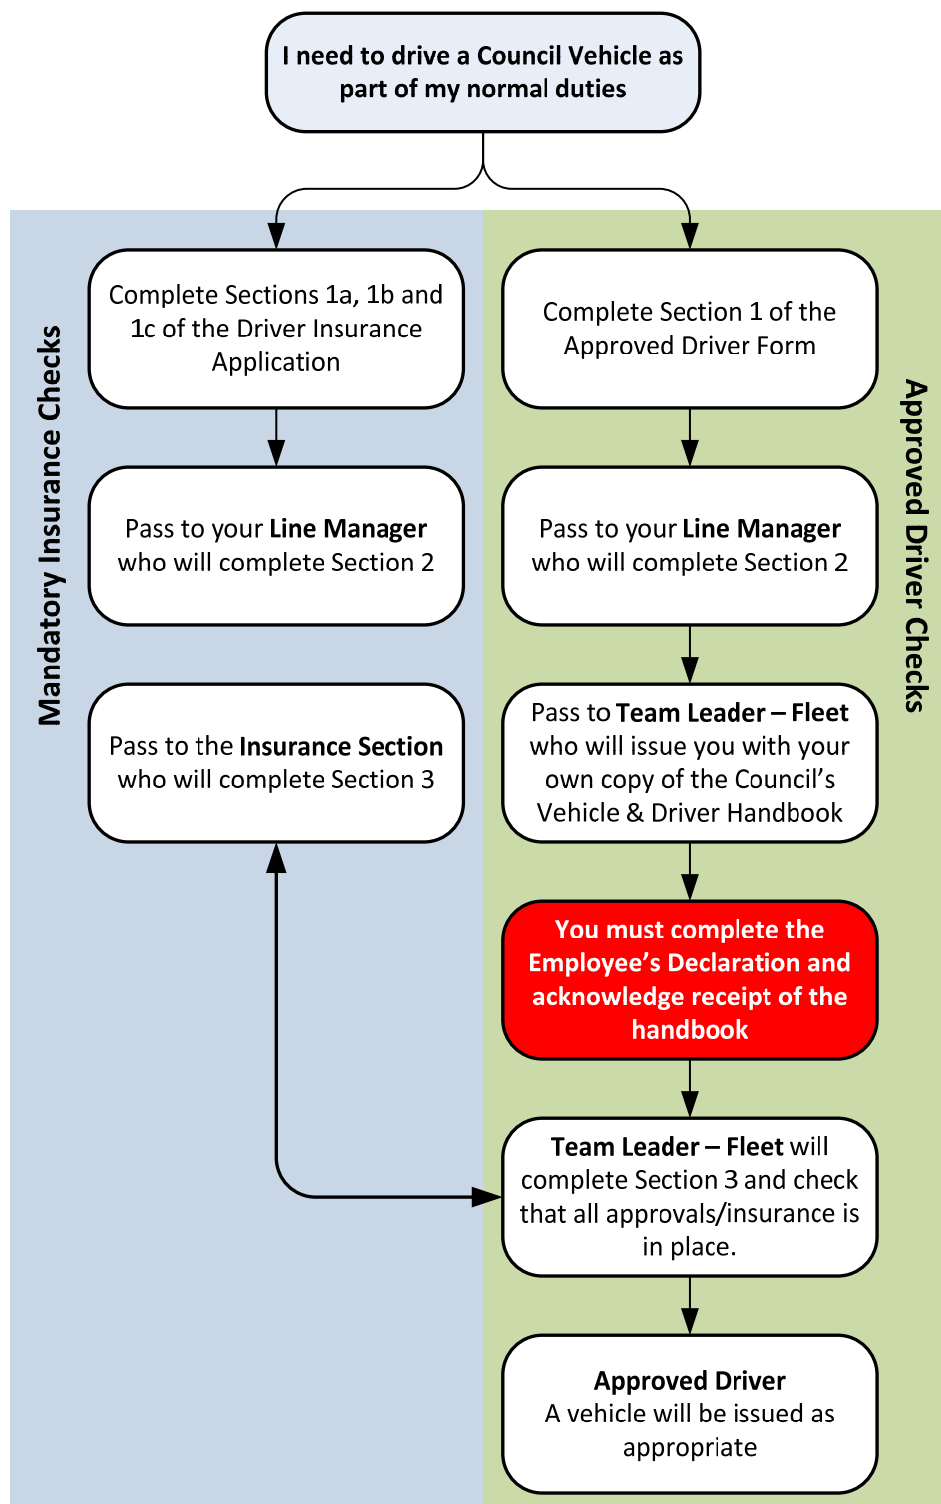 I need to drive a Council Vehicle as
part of my normal duties
Mandatory Insurance Checks
Complete Sections 1a, 1b and
1c of the Driver Insurance
Application
Pass to your Line Manager
who will complete Section 2
Pass to the Insurance Section
who will complete Section 3
Approved Driver Checks
Complete Section 1 of the
Approved Driver Form
Pass to your Line Manager
who will complete Section 2
Pass to Team Leader – Fleet
who will issue you with your
own copy of the Council’s
Vehicle & Driver Handbook
You must complete the
Employee’s Declaration and
acknowledge receipt of the
handbook
Team Leader – Fleet will
complete Section 3 and check
that all approvals/insurance is
in place.
Approved Driver
A vehicle will be issued as
appropriate